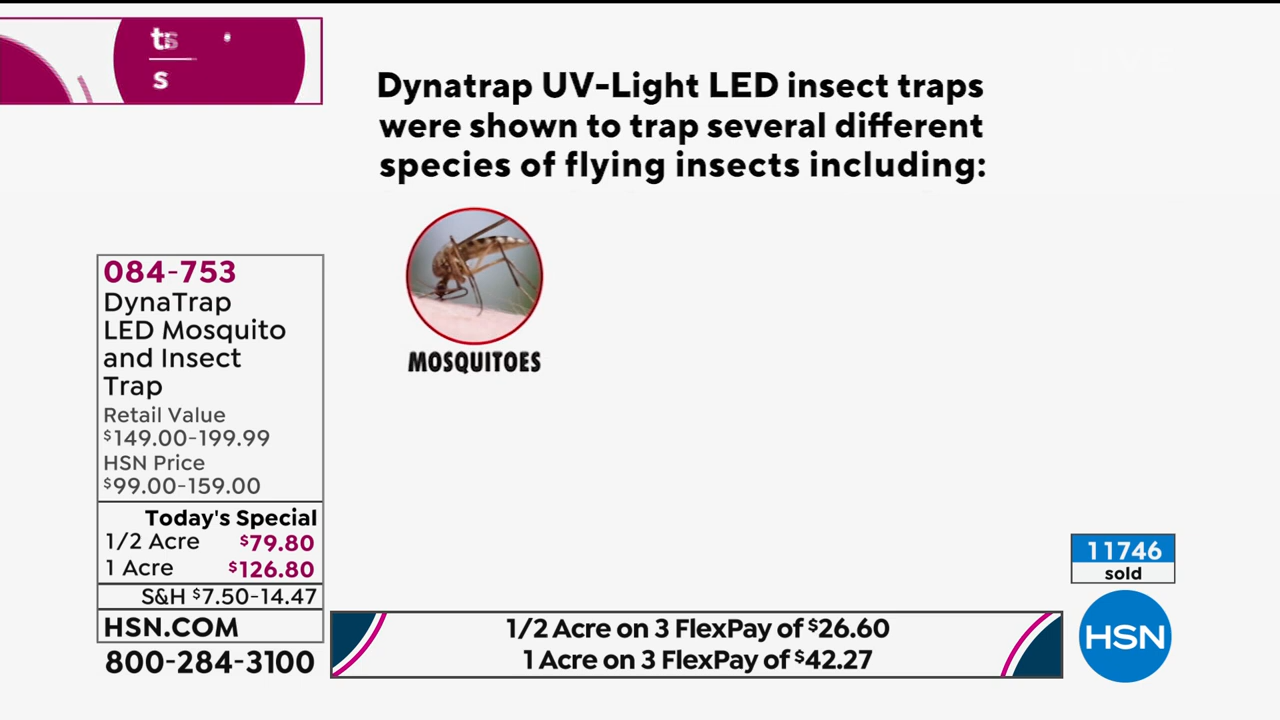 Dynatrap UV-Light LED insect traps
were shown to trap several different
species of flying insects including:
MOSQUITOES
084-753
DynaTrap
LED Mosquito
and Insect
Trap
Retail Value
$149.00-199.99
HSN Price
$99.00-159.00
Today's Special
1/2 Acre $79.80
1 Acre $126.80
S&H $7.50-14.47
HSN.COM
800-284-3100
1/2 Acre on 3 FlexPay of $26.60
1 Acre on 3 FlexPay of $42.27
11746
sold
HSN